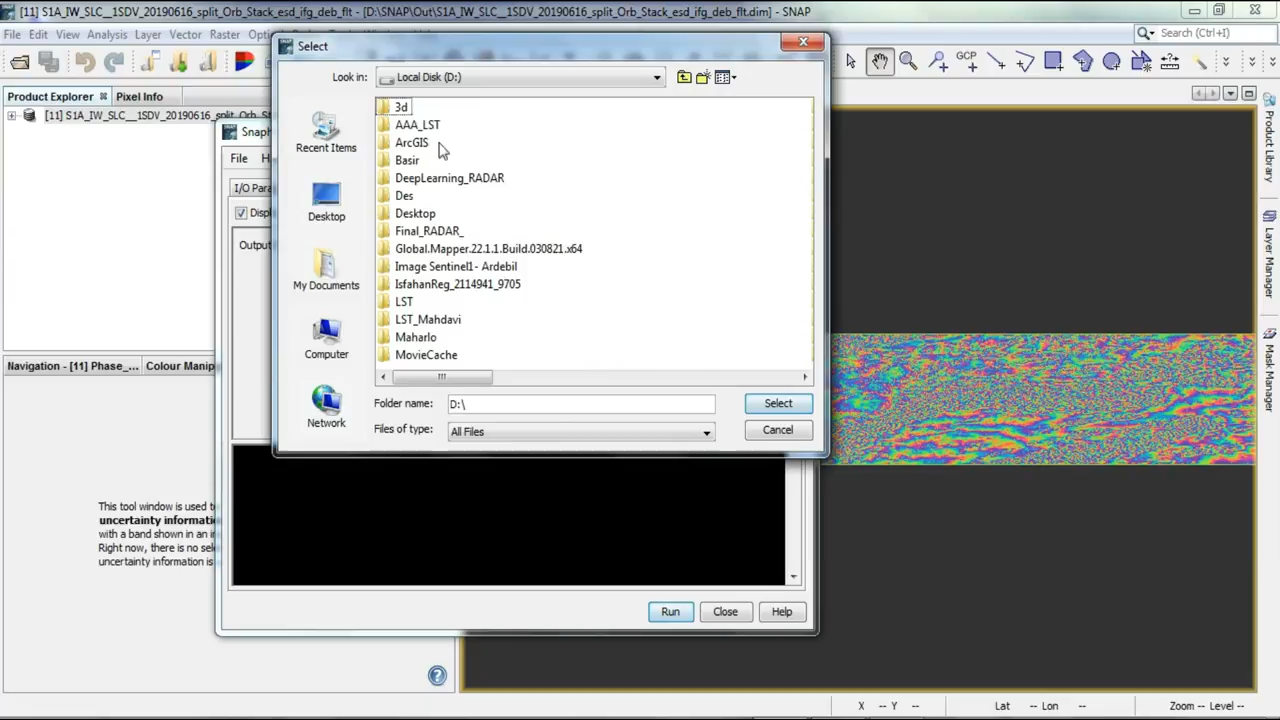 [11] S1A_IW_SLC__1SDV_20190616_split_Orb_Stack_esd_ifg_deb_flt - [D:\SNAP\Out\S1A_IW_SLC__1SDV_20190616_split_Orb_Stack_esd_ifg_deb_flt.dim] - SNAP
File Edit View Analysis Layer Vector Raster
Search (Ctrl+I)
Select
Look in: Local Disk (D:)
GCP
Product Explorer Pixel Info
[11] S1A_IW_SLC__1SDV_20190616_split_Orb_S
Snaph
File H
I/O Para
Displ
Output
Recent Items
Desktop
My Documents
Computer
Network
3d
AAA_LST
ArcGIS
Basir
DeepLearning_RADAR
Des
Desktop
Final_RADAR_
Global.Mapper.22.1.1.Build.030821.x64
Image Sentinel1- Ardebil
IsfahanReg_2114941_9705
LST
LST_Mahdavi
Maharlo
MovieCache
Folder name: D:\ Select
Files of type: All Files Cancel
Navigation - [11] Phase_... Colour Manip
This tool window is used t
uncertainty informati
with a band shown in an i
Right now, there is no sel
uncertainty information is
Run Close Help
Product Library
Layer Manager
Mask Manager
X -- Y -- Lat -- Lon -- Zoom -- Level --